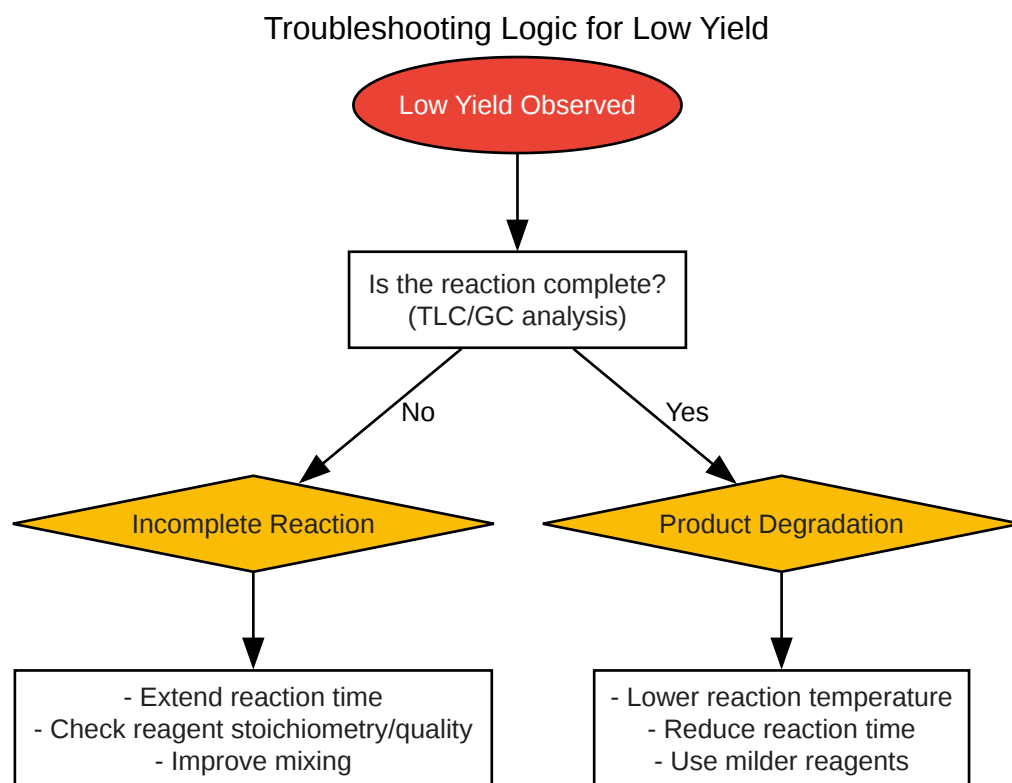 Troubleshooting Logic for Low Yield
Low Yield Observed
Is the reaction complete?
(TLC/GC analysis)
No
Yes
Incomplete Reaction
Product Degradation
- Extend reaction time
- Check reagent stoichiometry/quality
- Improve mixing
- Lower reaction temperature
- Reduce reaction time
- Use milder reagents